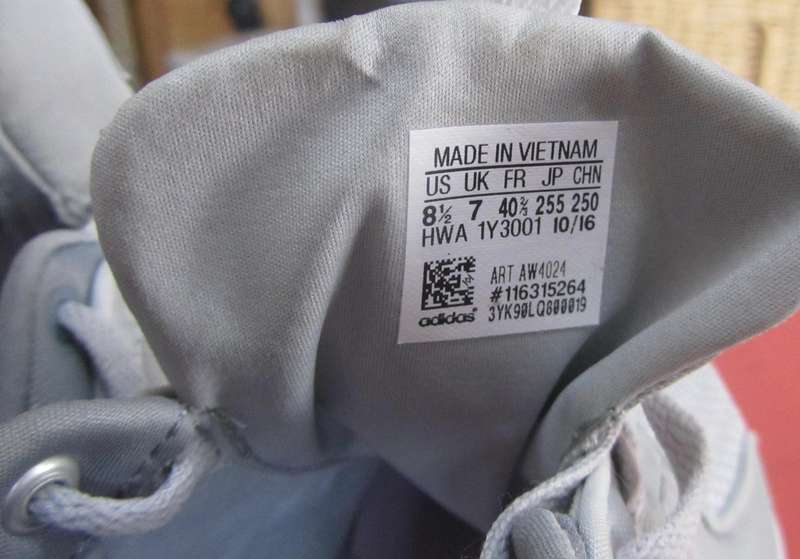 MADE IN VIETNAM
US UK FR JP CHN
8½ 7 40⅔ 255 250
HWA 1Y3001 10/16
ART AW4024
#116315264
3YK90LQ800019
adidas